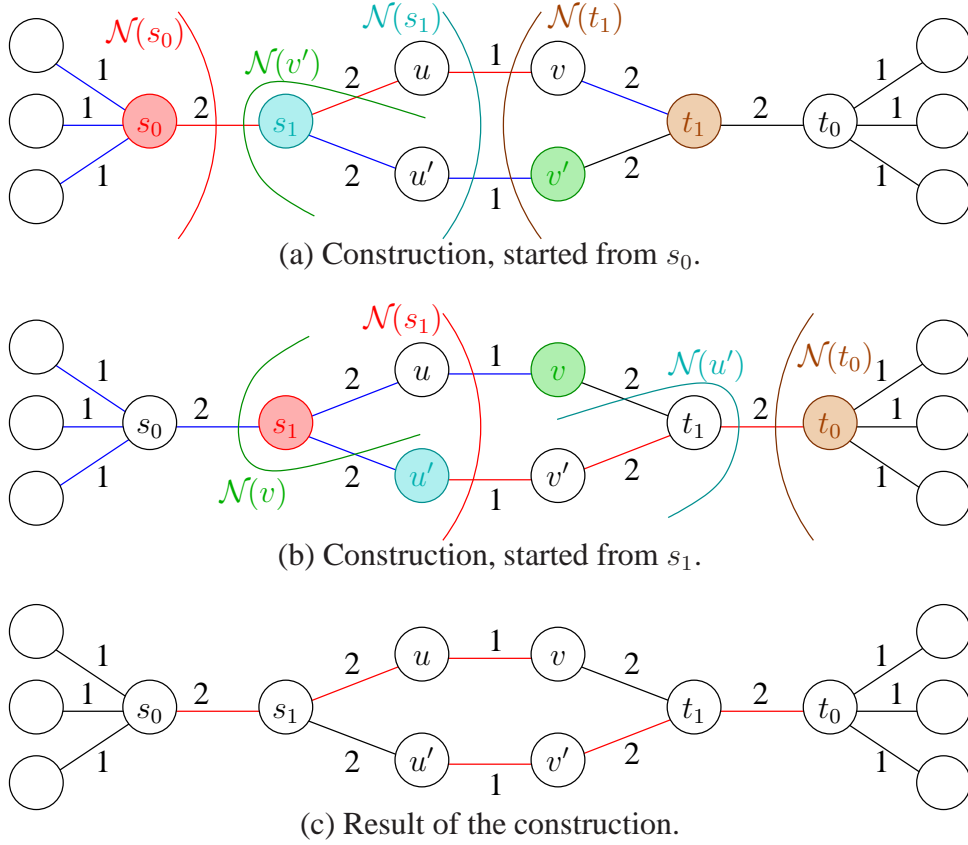 𝒩(s₀) 𝒩(s₁) 𝒩(t₁)
𝒩(v′)
1 2 u 1 v 2 1
1 s₀ 2 s₁ t₁ 2 t₀ 1
1 2 u′ 1 v′ 2 1
(a) Construction, started from s₀.
𝒩(s₁) 𝒩(u′) 𝒩(t₀)
1 2 u 1 v 2 1
1 s₀ 2 s₁ t₁ 2 t₀ 1
1 𝒩(v) 2 u′ 1 v′ 2 1
(b) Construction, started from s₁.
1 2 u 1 v 2 1
1 s₀ 2 s₁ t₁ 2 t₀ 1
1 2 u′ 1 v′ 2 1
(c) Result of the construction.